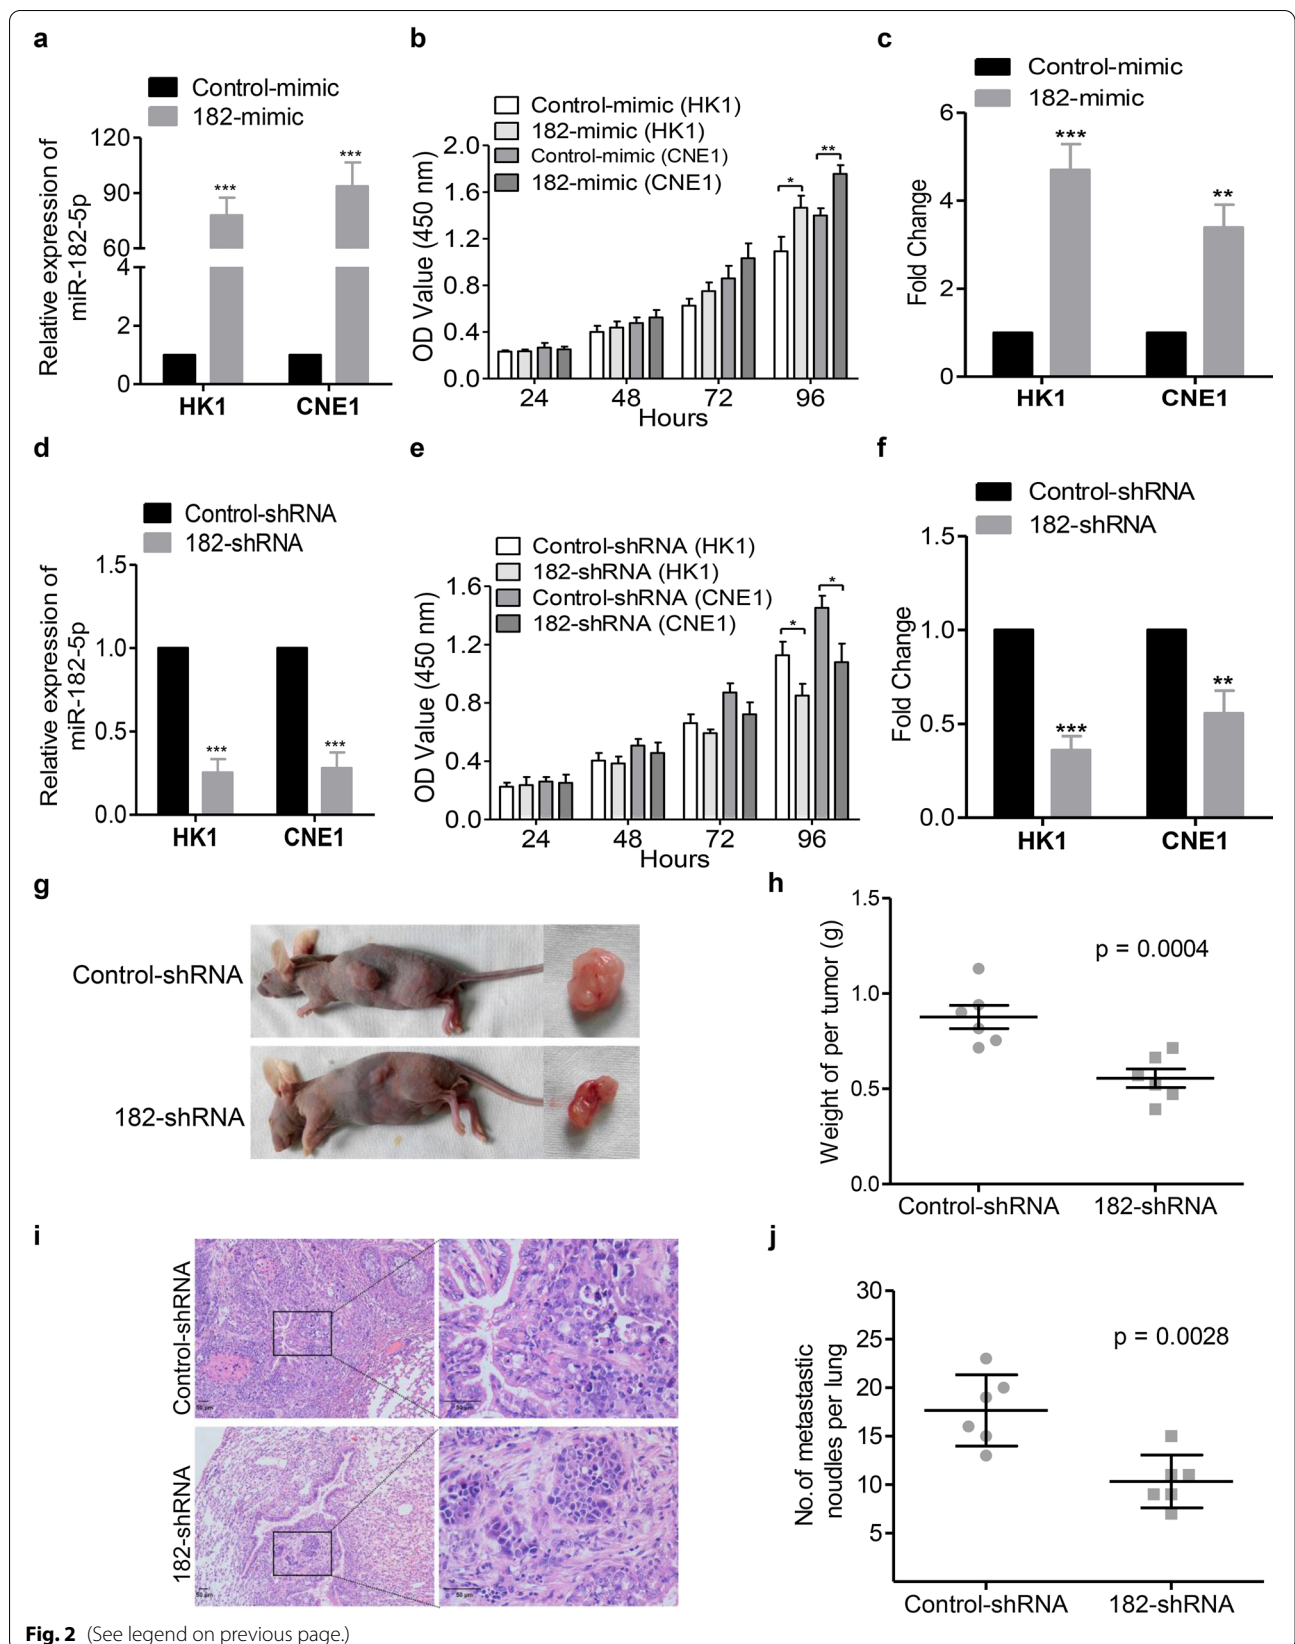 a
Control-mimic
182-mimic
Relative expression of
miR-182-5p
120
90
60
4
2
0
***
***
HK1
CNE1
b
Control-mimic (HK1)
182-mimic (HK1)
Control-mimic (CNE1)
182-mimic (CNE1)
OD Value (450 nm)
2.0
1.6
1.2
0.8
0.4
0.0
*
**
24
48
72
96
Hours
c
Control-mimic
182-mimic
Fold Change
6
4
2
0
***
**
HK1
CNE1
d
Control-shRNA
182-shRNA
Relative expression of
miR-182-5p
1.5
1.0
0.5
0.0
***
***
HK1
CNE1
e
Control-shRNA (HK1)
182-shRNA (HK1)
Control-shRNA (CNE1)
182-shRNA (CNE1)
OD Value (450 nm)
1.6
1.2
0.8
0.4
0.0
*
*
24
48
72
96
Hours
f
Control-shRNA
182-shRNA
Fold Change
1.5
1.0
0.5
0.0
***
**
HK1
CNE1
g
Control-shRNA
182-shRNA
h
Weight of per tumor (g)
1.5
1.0
0.5
0.0
p = 0.0004
Control-shRNA
182-shRNA
i
Control-shRNA
50 μm
50 μm
182-shRNA
50 μm
50 μm
j
No.of metastastic
noudles per lung
30
25
20
15
10
5
p = 0.0028
Control-shRNA
182-shRNA
Fig. 2 (See legend on previous page.)